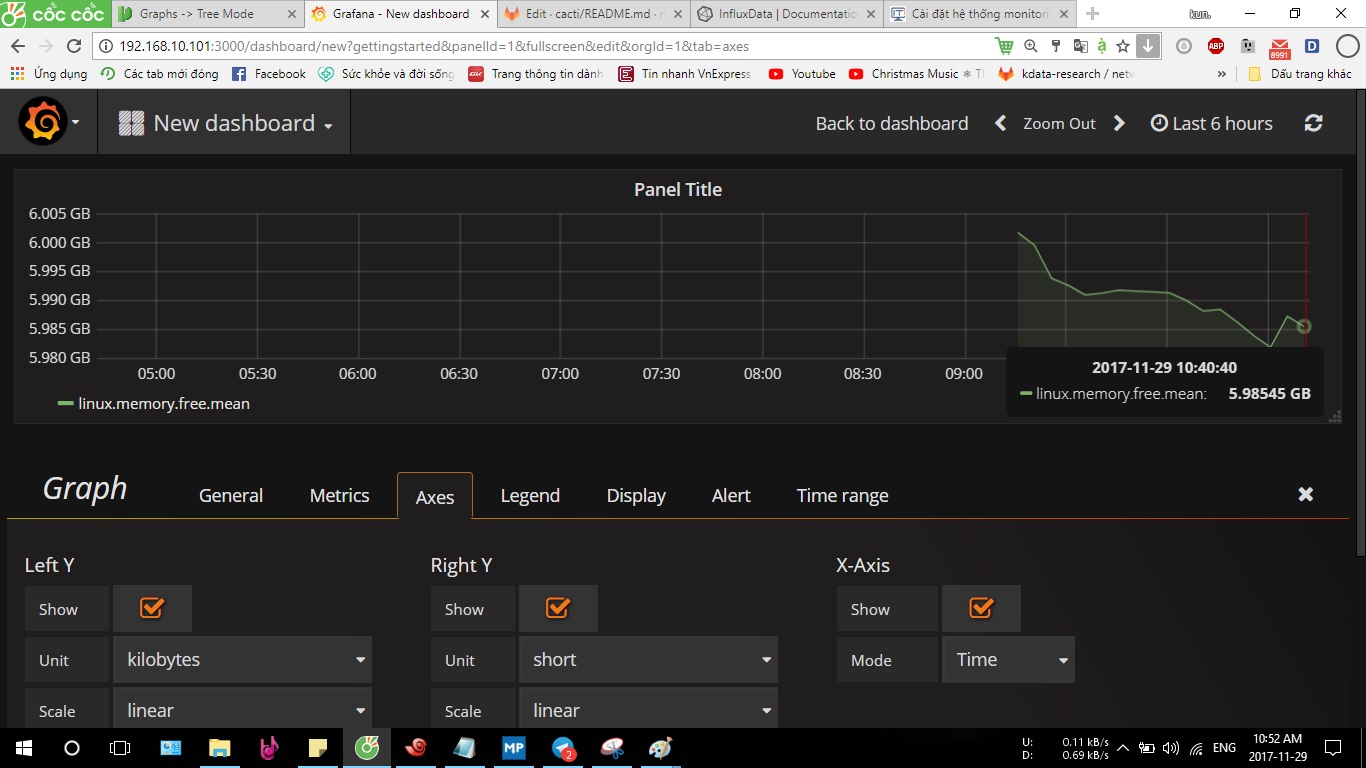 cốc cốc
Graphs -> Tree Mode
Grafana - New dashboard
Edit · cacti/README.md · n
InfluxData | Documentatio
Cài đặt hệ thống monitori
kun.
192.168.10.101:3000/dashboard/new?gettingstarted&panelId=1&fullscreen&edit&orgId=1&tab=axes
ABP
8991
D
Ứng dụng
Các tab mới đóng
Facebook
Sức khỏe và đời sống
Trang thông tin dành
Tin nhanh VnExpress
Youtube
Christmas Music ❄ Th
kdata-research / netw
»
Dấu trang khác
New dashboard
Back to dashboard
Zoom Out
Last 6 hours
Panel Title
6.005 GB
6.000 GB
5.995 GB
5.990 GB
5.985 GB
5.980 GB
05:00 05:30 06:00 06:30 07:00 07:30 08:00 08:30 09:00
linux.memory.free.mean
2017-11-29 10:40:40
linux.memory.free.mean: 5.98545 GB
Graph
General
Metrics
Axes
Legend
Display
Alert
Time range
Left Y
Right Y
X-Axis
Show
Show
Show
Unit kilobytes
Unit short
Mode Time
Scale linear
Scale linear
MP
2
U: 0.11 kB/s
D: 0.69 kB/s
ENG
10:52 AM
2017-11-29